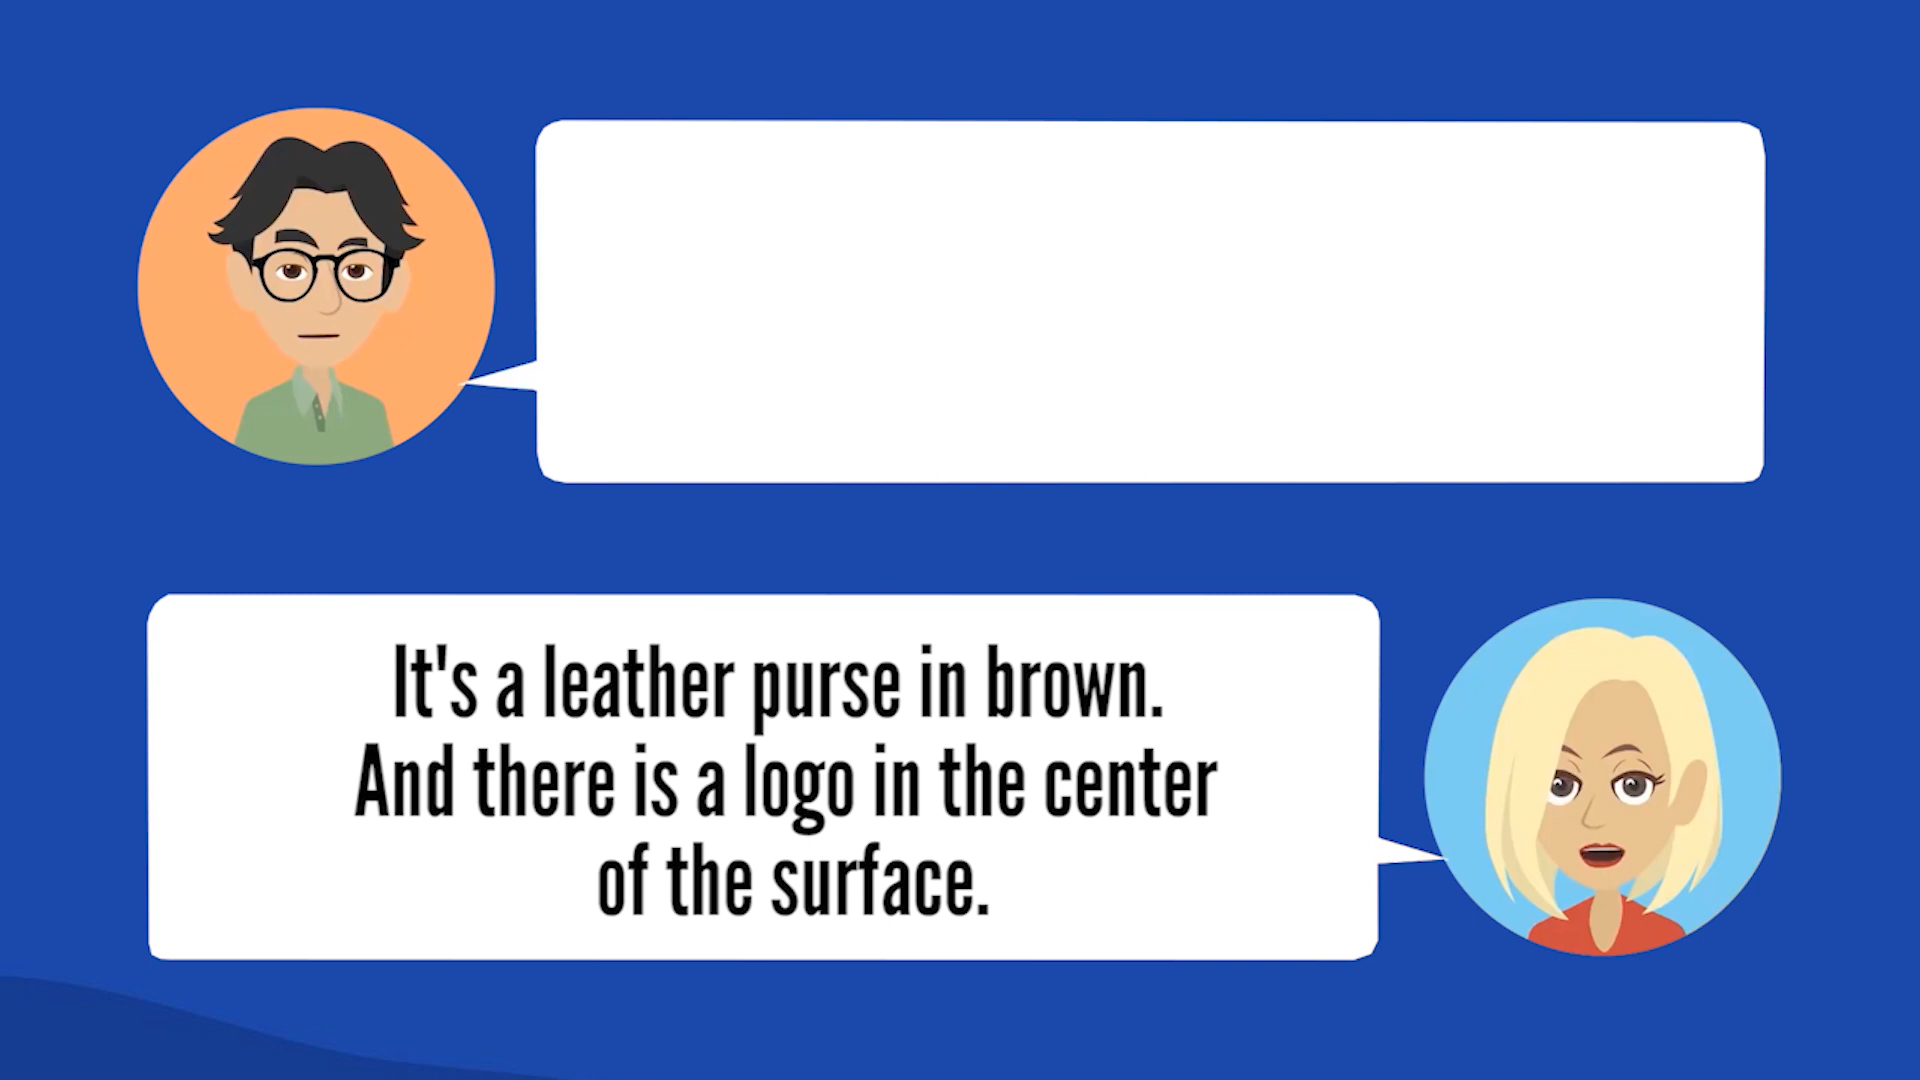 It's a leather purse in brown.
And there is a logo in the center
of the surface.